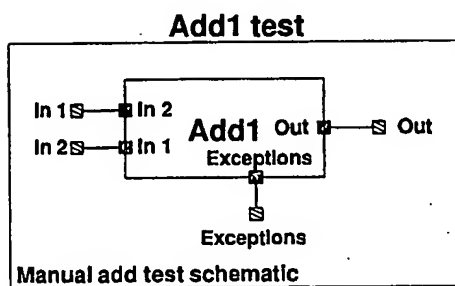 Add1 test
In 1 In 2
Add1 Out Out
In 2 In 1
Exceptions
Exceptions
Manual add test schematic